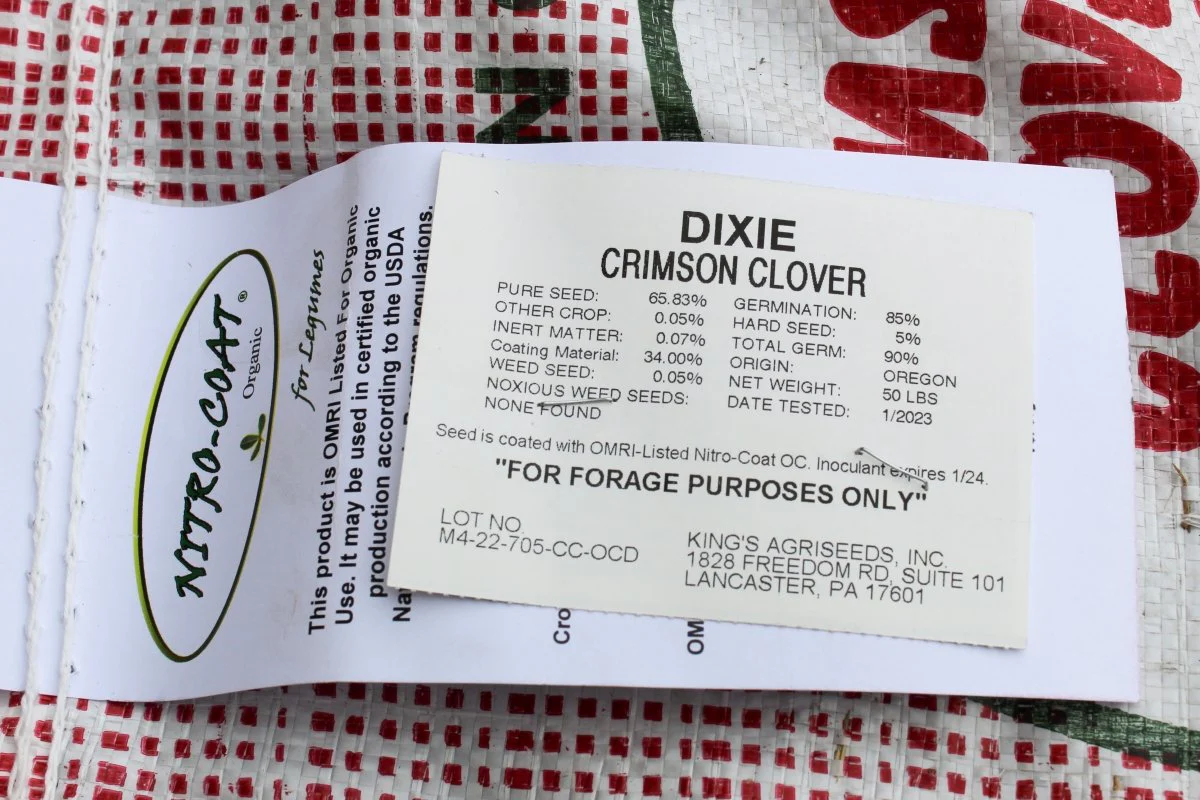 DIXIE
CRIMSON CLOVER
PURE SEED: 65.83% GERMINATION: 85%
OTHER CROP: 0.05% HARD SEED: 5%
INERT MATTER: 0.07% TOTAL GERM: 90%
Coating Material: 34.00% ORIGIN: OREGON
WEED SEED: 0.05% NET WEIGHT: 50 LBS
NOXIOUS WEED SEEDS: DATE TESTED: 1/2023
NONE FOUND
Seed is coated with OMRI-Listed Nitro-Coat OC. Inoculant expires 1/24.
"FOR FORAGE PURPOSES ONLY"
LOT NO.
M4-22-705-CC-OCD
KING'S AGRISEEDS, INC.
1828 FREEDOM RD, SUITE 101
LANCASTER, PA 17601
NITRO-COAT®
Organic
for Legumes
This product is OMRI Listed For Organic
Use. It may be used in certified organic
production according to the USDA
regulations.